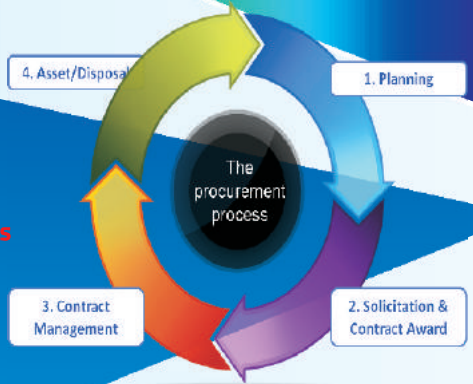 4. Asset/Disposal
1. Planning
The
procurement
process
s
3. Contract
Management
2. Solicitation &
Contract Award